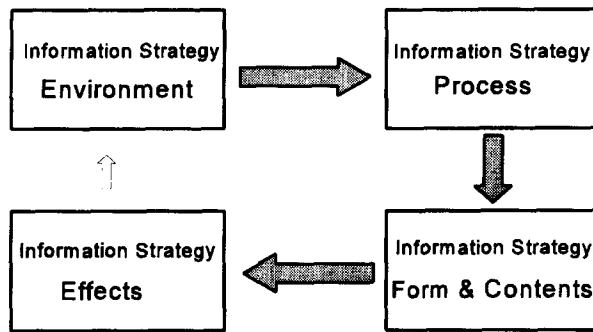 Information Strategy
Environment
Information Strategy
Process
Information Strategy
Effects
Information Strategy
Form & Contents